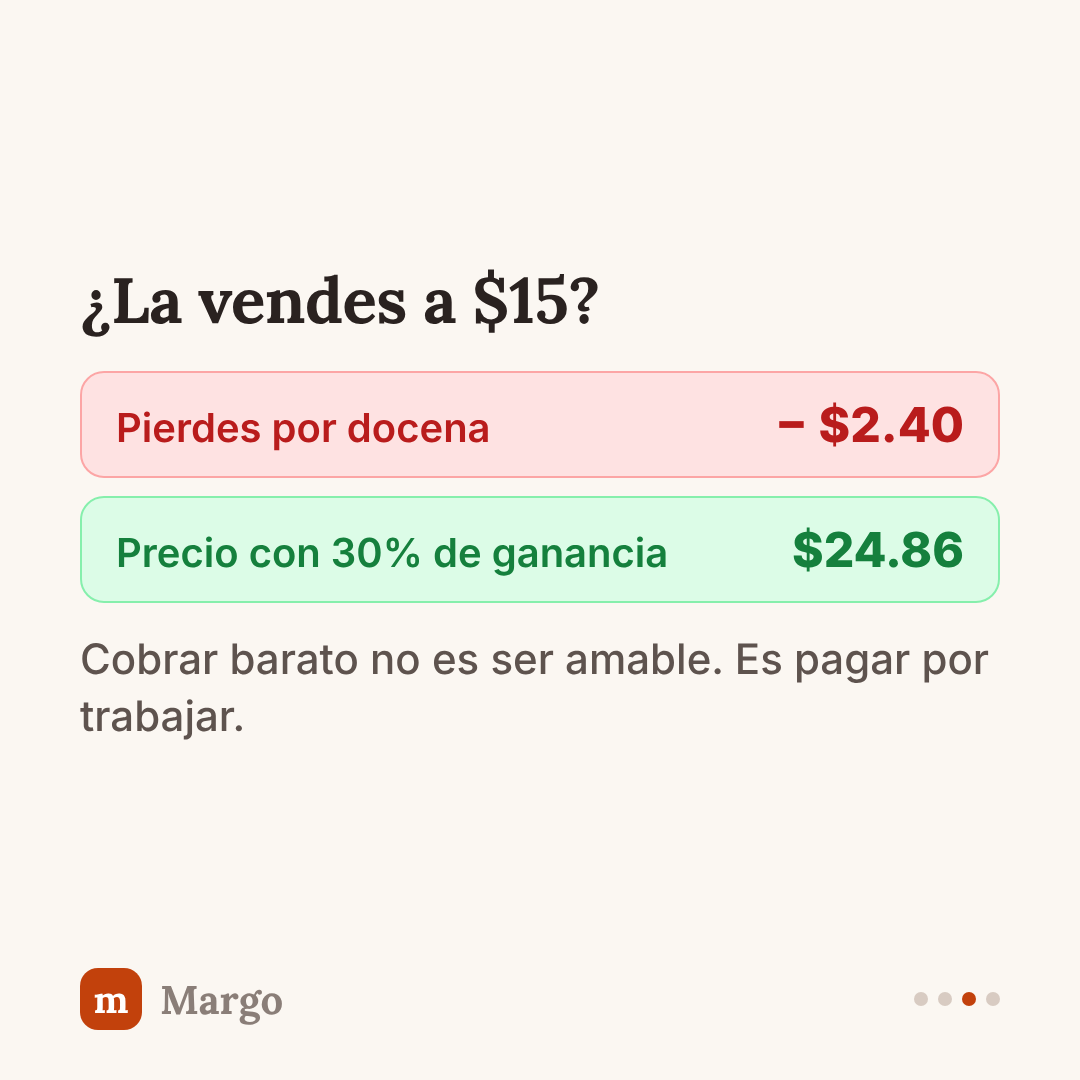 ¿La vendes a $15?
Pierdes por docena − $2.40
Precio con 30% de ganancia $24.86
Cobrar barato no es ser amable. Es pagar por
trabajar.
m Margo